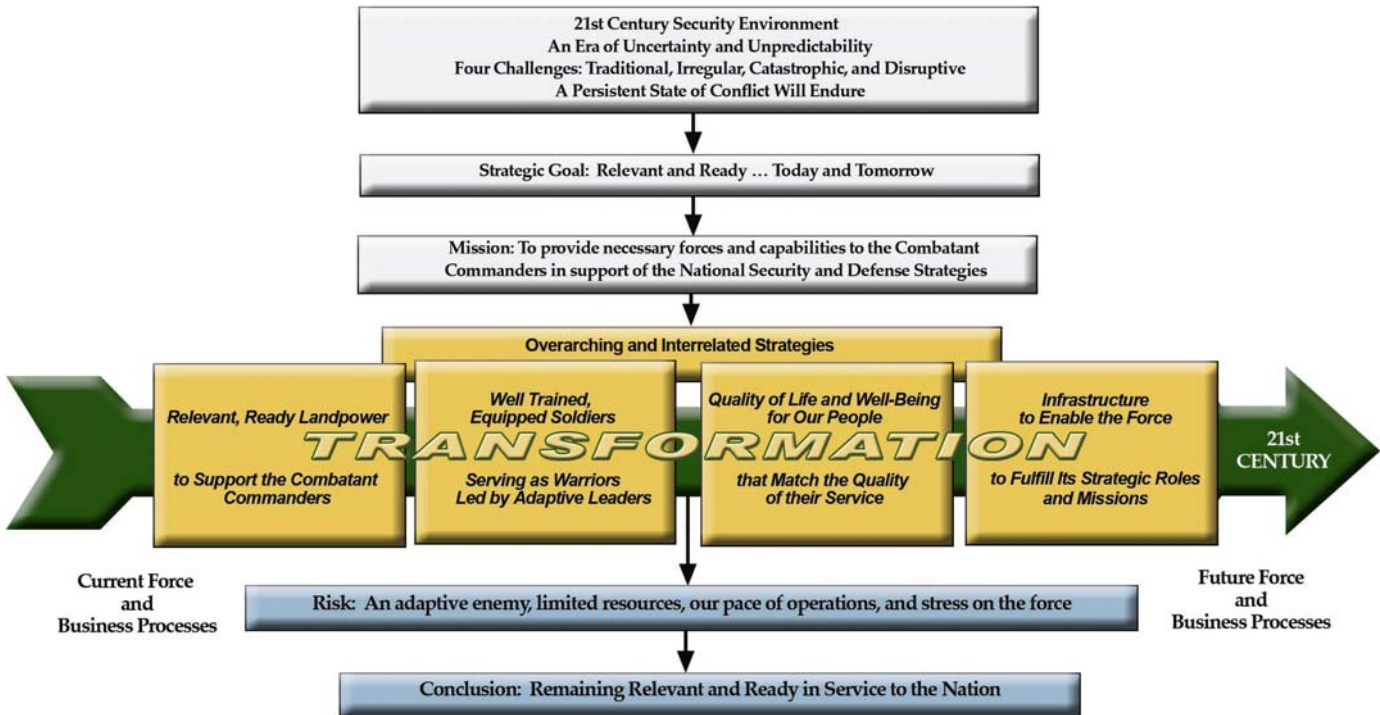 21st Century Security Environment
An Era of Uncertainty and Unpredictability
Four Challenges: Traditional, Irregular, Catastrophic, and Disruptive
A Persistent State of Conflict Will Endure
Strategic Goal: Relevant and Ready ... Today and Tomorrow
Mission: To provide necessary forces and capabilities to the Combatant
Commanders in support of the National Security and Defense Strategies
Overarching and Interrelated Strategies
Relevant, Ready Landpower
to Support the Combatant
Commanders
Well Trained,
Equipped Soldiers
Serving as Warriors
Led by Adaptive Leaders
Quality of Life and Well-Being
for Our People
that Match the Quality
of their Service
Infrastructure
to Enable the Force
to Fulfill Its Strategic Roles
and Missions
TRANSFORMATION
21st
CENTURY
Current Force
and
Business Processes
Future Force
and
Business Processes
Risk: An adaptive enemy, limited resources, our pace of operations, and stress on the force
Conclusion: Remaining Relevant and Ready in Service to the Nation